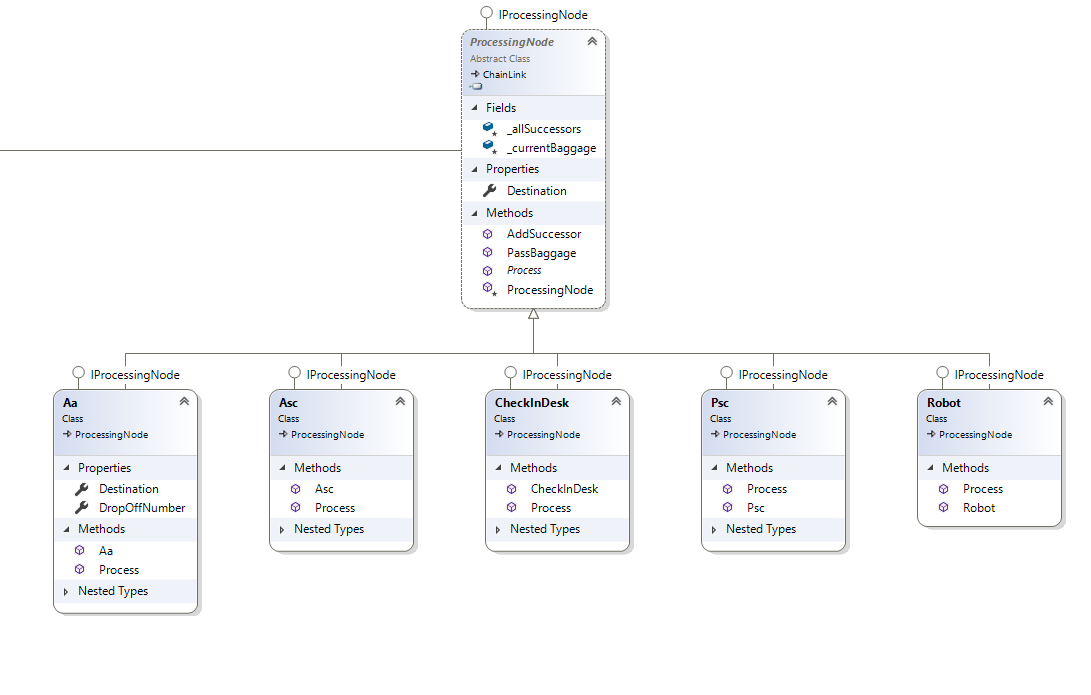 IProcessingNode
ProcessingNode
Abstract Class
ChainLink
Fields
_allSuccessors
_currentBaggage
Properties
Destination
Methods
AddSuccessor
PassBaggage
Process
ProcessingNode
IProcessingNode
Aa
Class
ProcessingNode
Properties
Destination
DropOffNumber
Methods
Aa
Process
Nested Types
IProcessingNode
Asc
Class
ProcessingNode
Methods
Asc
Process
Nested Types
IProcessingNode
CheckInDesk
Class
ProcessingNode
Methods
CheckInDesk
Process
Nested Types
IProcessingNode
Psc
Class
ProcessingNode
Methods
Process
Psc
Nested Types
IProcessingNode
Robot
Class
ProcessingNode
Methods
Process
Robot